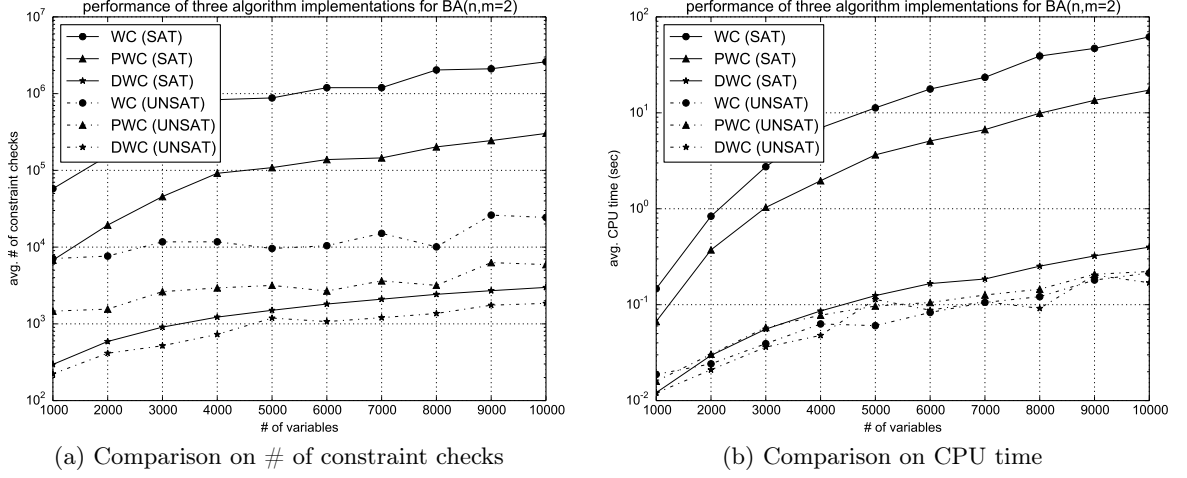 performance of three algorithm implementations for BA(n,m=2)
10^7
10^6
10^5
10^4
10^3
10^2
avg. # of constraint checks
WC (SAT)
PWC (SAT)
DWC (SAT)
WC (UNSAT)
PWC (UNSAT)
DWC (UNSAT)
1000 2000 3000 4000 5000 6000 7000 8000 9000 10000
# of variables
(a) Comparison on # of constraint checks
performance of three algorithm implementations for BA(n,m=2)
10^2
10^1
10^0
10^-1
10^-2
avg. CPU time (sec)
WC (SAT)
PWC (SAT)
DWC (SAT)
WC (UNSAT)
PWC (UNSAT)
DWC (UNSAT)
1000 2000 3000 4000 5000 6000 7000 8000 9000 10000
# of variables
(b) Comparison on CPU time